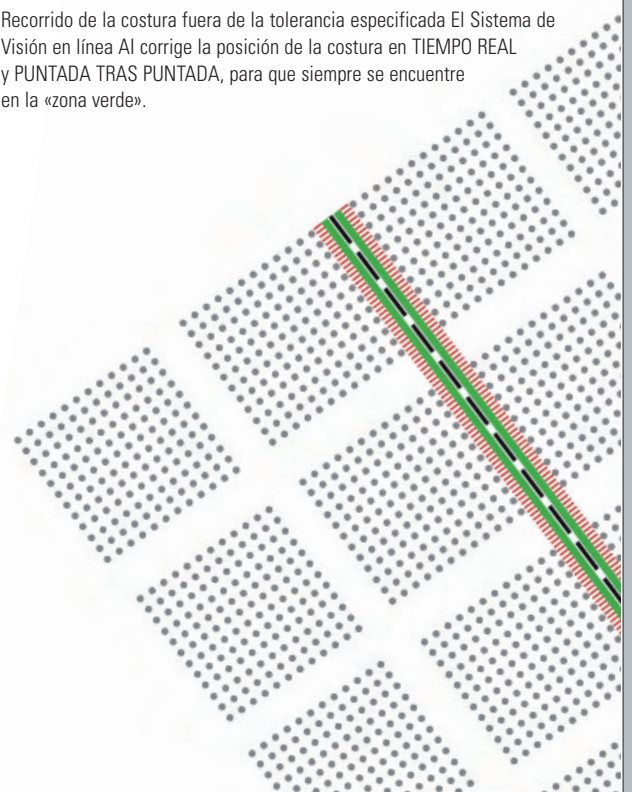 Recorrido de la costura fuera de la tolerancia especificada El Sistema de
Visión en línea AI corrige la posición de la costura en TIEMPO REAL
y PUNTADA TRAS PUNTADA, para que siempre se encuentre
en la «zona verde».